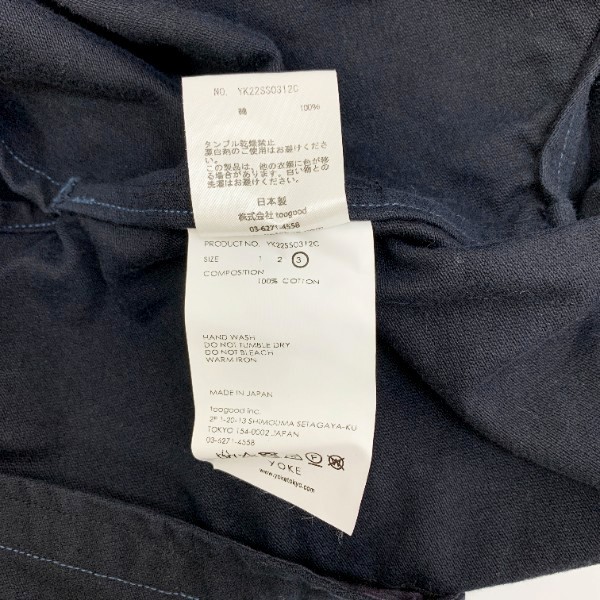 NO. YK22SS0312C
綿 100%
タンブル乾燥禁止
漂白剤のご使用はお避けください。
この製品は、他の衣類に色が移
る場合があります。白い物との
洗濯はお避けください。
日本製
株式会社 toogood
03-6271-4558
PRODUCT NO. YK22SS0312C
SIZE 1 2 3
COMPOSITION
100% COTTON
HAND WASH
DO NOT TUMBLE DRY
DO NOT BLEACH
WARM IRON
MADE IN JAPAN
toogood Inc.
2F 1-20-13 SHIMOUMA SETAGAYA-KU
TOKYO 154-0002 JAPAN
03-6271-4558
YOKE
www.yoketokyo.com